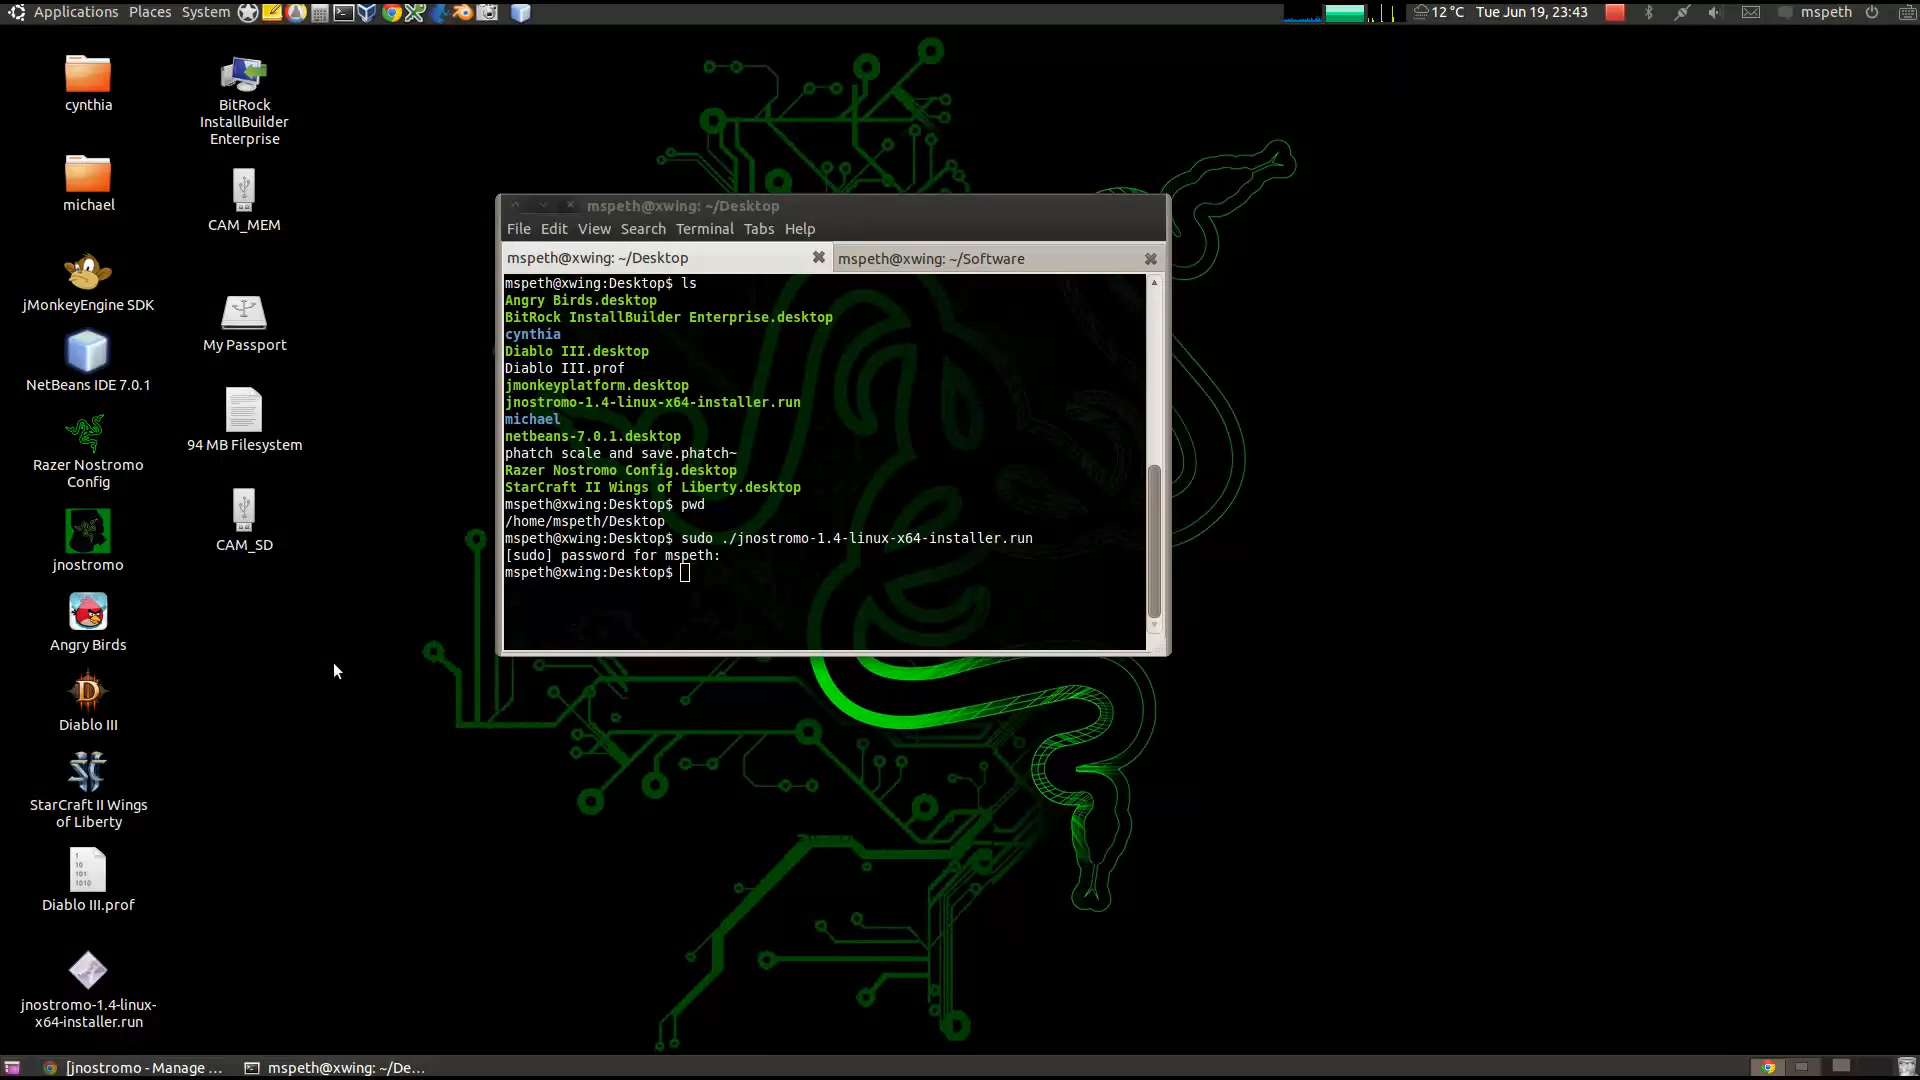 Applications Places System
12 °C Tue Jun 19, 23:43 mspeth
cynthia
michael
jMonkeyEngine SDK
NetBeans IDE 7.0.1
Razer Nostromo
Config
jnostromo
Angry Birds
Diablo III
StarCraft II Wings
of Liberty
1
10
101
1010
Diablo III.prof
jnostromo-1.4-linux-
x64-installer.run
BitRock
InstallBuilder
Enterprise
CAM_MEM
My Passport
94 MB Filesystem
CAM_SD
mspeth@xwing: ~/Desktop
File Edit View Search Terminal Tabs Help
mspeth@xwing: ~/Desktop
mspeth@xwing: ~/Software
mspeth@xwing:Desktop$ ls
Angry Birds.desktop
BitRock InstallBuilder Enterprise.desktop
cynthia
Diablo III.desktop
Diablo III.prof
jmonkeyplatform.desktop
jnostromo-1.4-linux-x64-installer.run
michael
netbeans-7.0.1.desktop
phatch scale and save.phatch~
Razer Nostromo Config.desktop
StarCraft II Wings of Liberty.desktop
mspeth@xwing:Desktop$ pwd
/home/mspeth/Desktop
mspeth@xwing:Desktop$ sudo ./jnostromo-1.4-linux-x64-installer.run
[sudo] password for mspeth:
mspeth@xwing:Desktop$
[jnostromo - Manage ...
mspeth@xwing: ~/De...